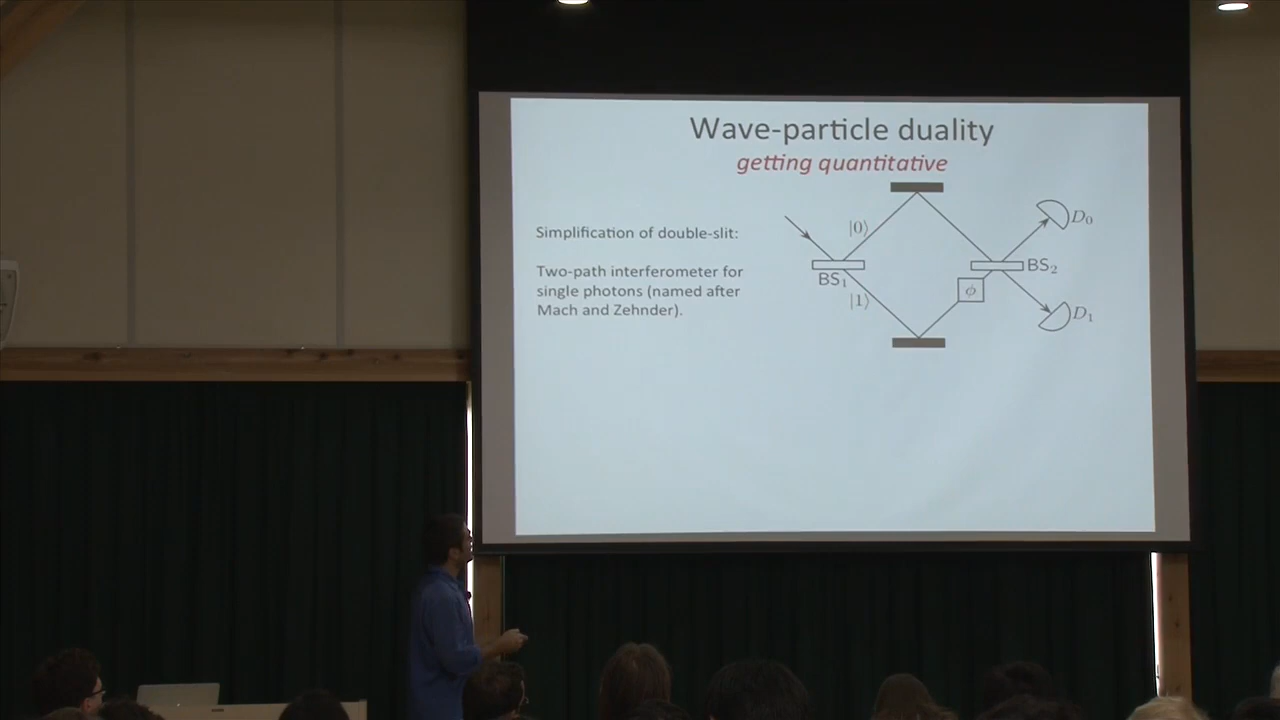 Wave-particle duality
getting quantitative
Simplification of double-slit:
Two-path interferometer for
single photons (named after
Mach and Zehnder).
|0⟩
BS₁
|1⟩
ϕ
BS₂
D₀
D₁